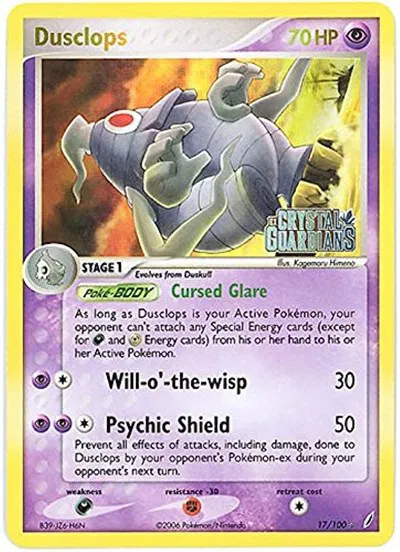 Dusclops 70 HP
EX CRYSTAL
GUARDIANS
Illus. Kagemaru Himeno
STAGE 1 Evolves from Duskull
Poké-BODY Cursed Glare
As long as Dusclops is your Active Pokémon, your
opponent can't attach any Special Energy cards (except
for and Energy cards) from his or her hand to his or
her Active Pokémon.
Will-o'-the-wisp 30
Psychic Shield 50
Prevent all effects of attacks, including damage, done to
Dusclops by your opponent's Pokémon-ex during your
opponent's next turn.
weakness resistance -30 retreat cost
B39-JZ6-H6N ©2006 Pokémon/Nintendo 17/100